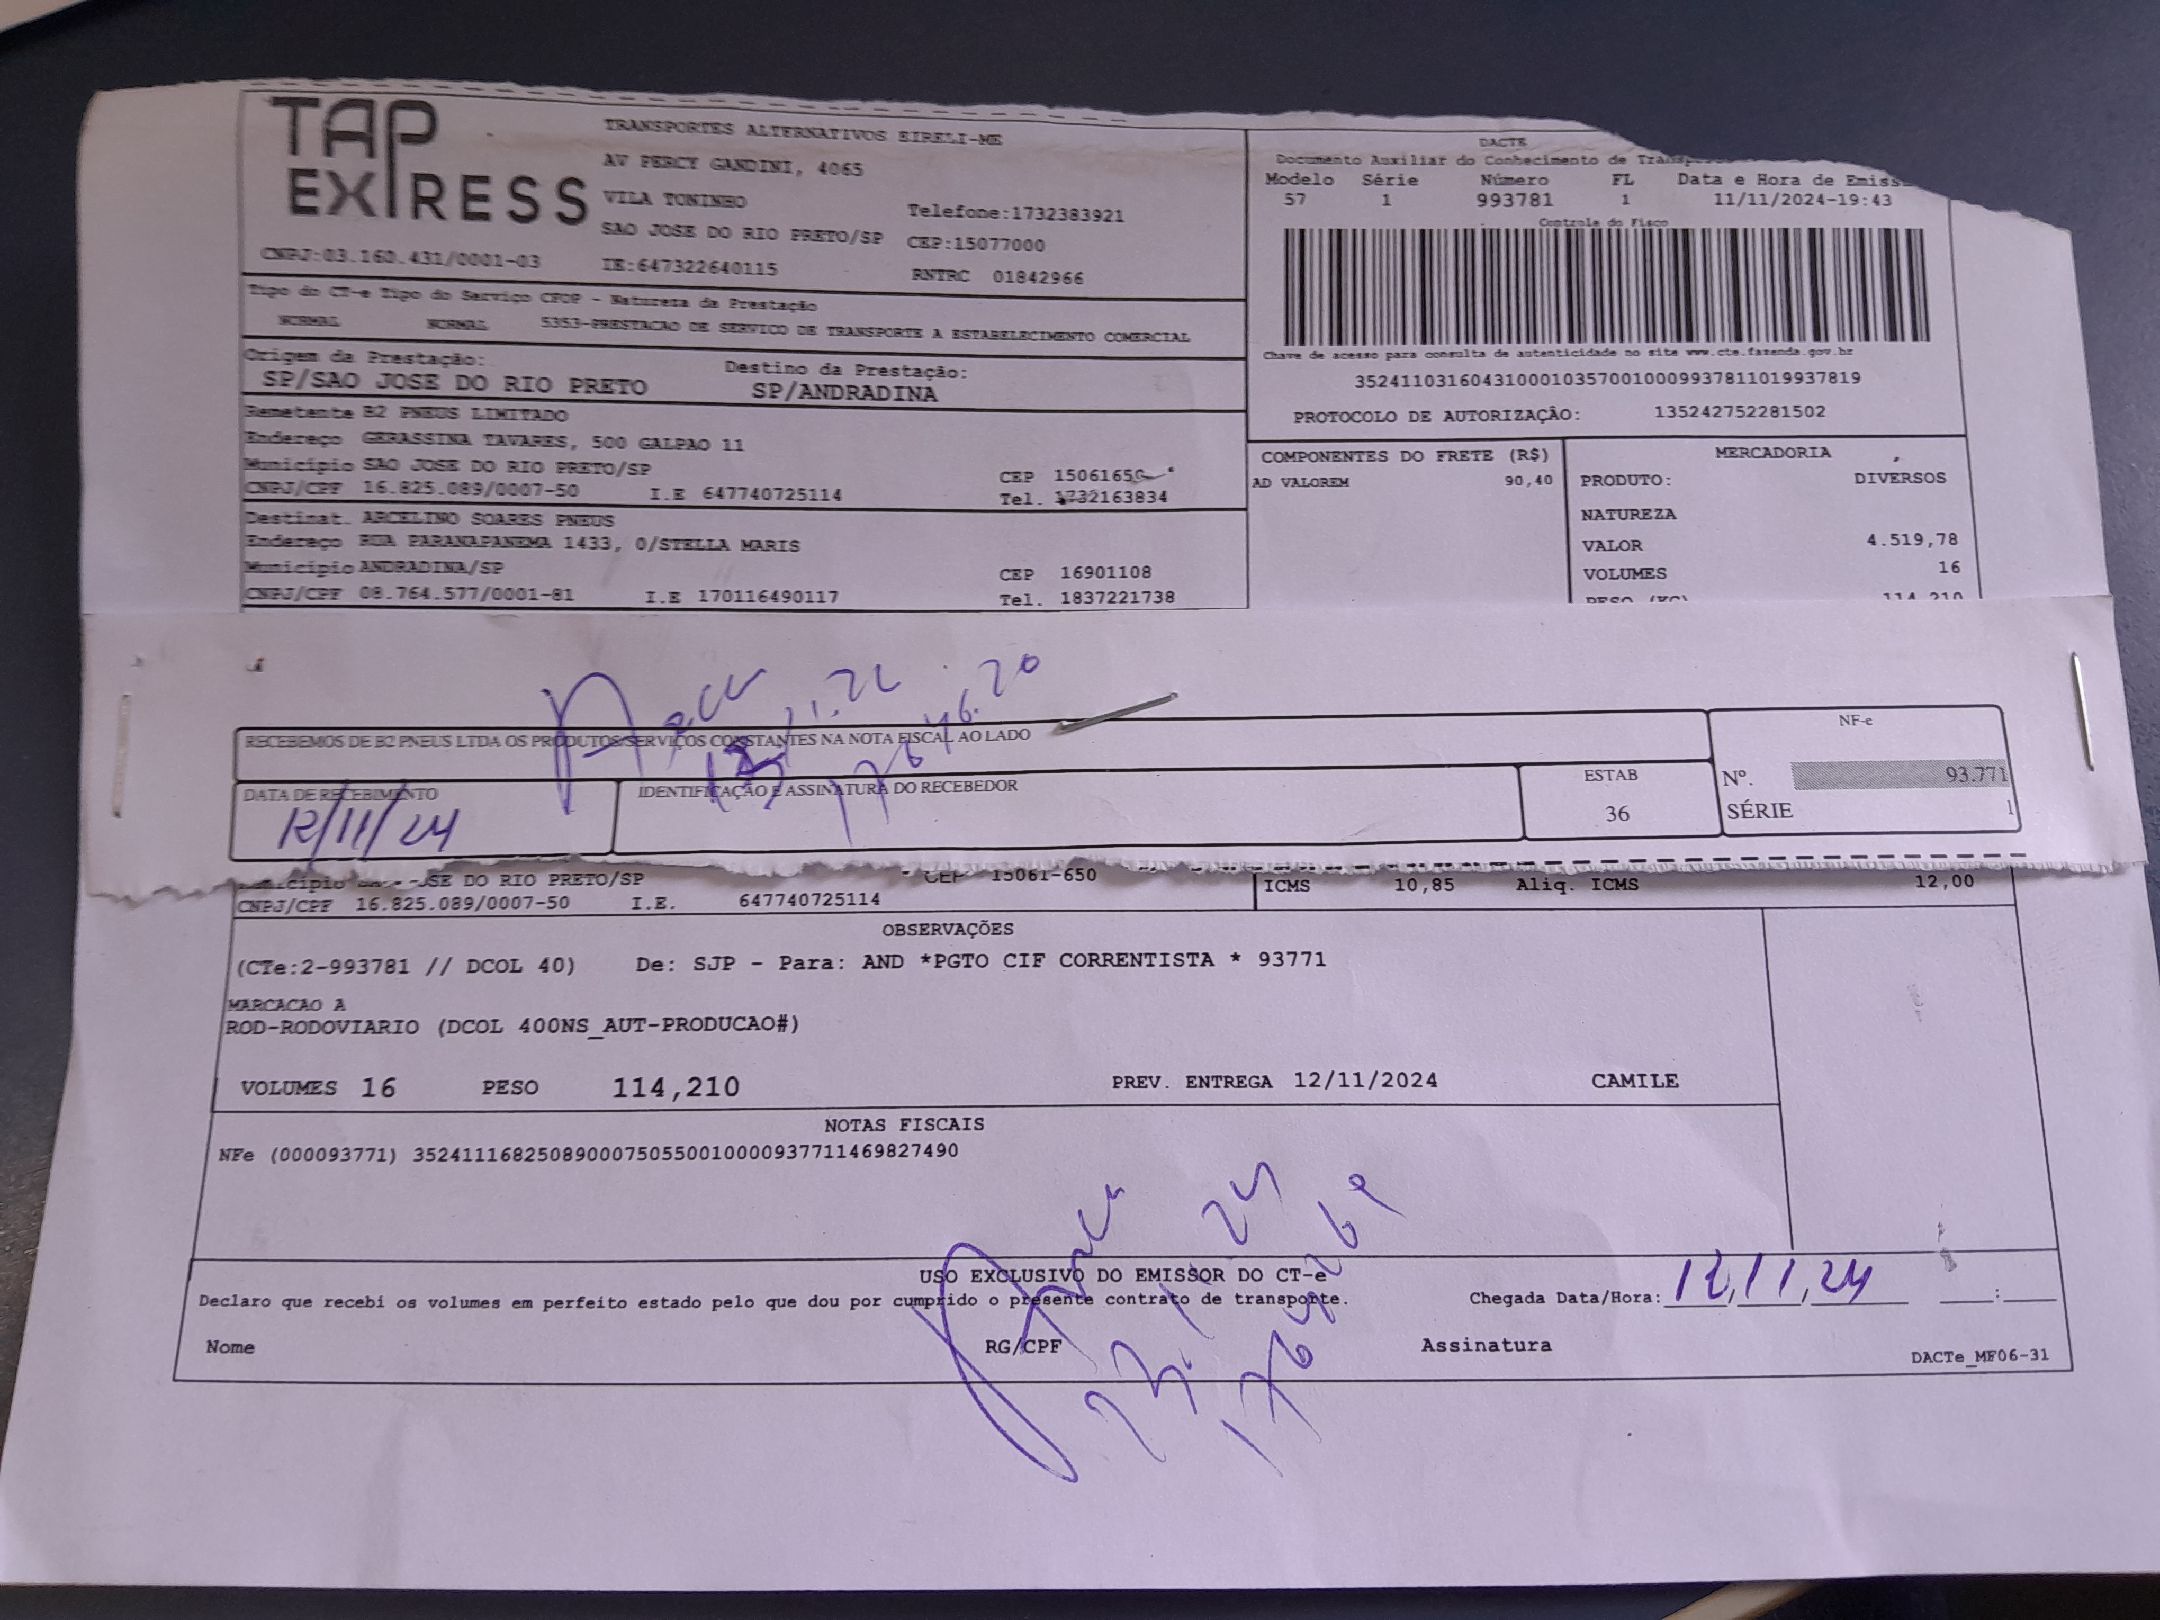 TAP EXPRESS
TRANSPORTES ALTERNATIVOS EIRELI-ME
AV PERCY GANDINI, 4065
VILA TONINHO
Telefone:1732383921
SAO JOSE DO RIO PRETO/SP CEP:15077000
CNPJ:03.160.431/0001-03 IE:647322640115 RNTRC 01842966
DACTE
Documento Auxiliar do Conhecimento de
Modelo Série Número FL Data e Hora de
57 1 993781 1 11/11/2024-19:43
Controle do Fisco
Chave de acesso para consulta de autenticidade no site www.cte.fazenda.gov.br
35241103160431000103570010009937811019937819
PROTOCOLO DE AUTORIZAÇÃO: 135242752281502
Tipo do CT-e Tipo do Serviço CFOP - Natureza da Prestação
NORMAL NORMAL 5353-PRESTACAO DE SERVICO DE TRANSPORTE A ESTABELECIMENTO COMERCIAL
Origem da Prestação: Destino da Prestação:
SP/SAO JOSE DO RIO PRETO SP/ANDRADINA
Remetente B2 PNEUS LIMITADO
Endereço GERASSINA TAVARES, 500 GALPAO 11
Município SAO JOSE DO RIO PRETO/SP CEP 15061650
CNPJ/CPF 16.825.089/0007-50 I.E 647740725114 Tel. 1732163834
Destinat. ARCELINO SOARES PNEUS
Endereço RUA PARANAPANEMA 1433, 0/STELLA MARIS
Município ANDRADINA/SP CEP 16901108
CNPJ/CPF 08.764.577/0001-81 I.E 170116490117 Tel. 1837221738
COMPONENTES DO FRETE (R$)
AD VALOREM 90,40
MERCADORIA
PRODUTO: DIVERSOS
NATUREZA
VALOR 4.519,78
VOLUMES 16
PESO (KG) 114,210
RECEBEMOS DE B2 PNEUS LTDA OS PRODUTOS/SERVIÇOS CONSTANTES NA NOTA FISCAL AO LADO
DATA DE RECEBIMENTO
12/11/24
IDENTIFICAÇÃO E ASSINATURA DO RECEBEDOR
ESTAB
36
NF-e
Nº. 93.771
SÉRIE 1
Município JOSE DO RIO PRETO/SP CEP 15061-650
CNPJ/CPF 16.825.089/0007-50 I.E. 647740725114
ICMS 10,85 Aliq. ICMS 12,00
OBSERVAÇÕES
(CTe:2-993781 // DCOL 40) De: SJP - Para: AND *PGTO CIF CORRENTISTA * 93771
MARCACAO A
ROD-RODOVIARIO (DCOL 400NS_AUT-PRODUCAO#)
VOLUMES 16 PESO 114,210 PREV. ENTREGA 12/11/2024 CAMILE
NOTAS FISCAIS
NFe (000093771) 35241116825089000750550010000937711469827490
USO EXCLUSIVO DO EMISSOR DO CT-e
Declaro que recebi os volumes em perfeito estado pelo que dou por cumprido o presente contrato de transporte. Chegada Data/Hora: 12/11/24 :
Nome RG/CPF Assinatura
DACTe_MF06-31